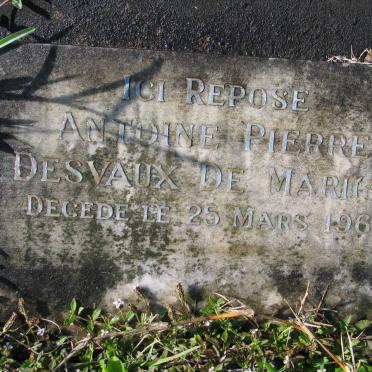 ICI REPOSE
ANTOINE PIERRE
DESVAUX DE
DECEDE LE 25 MARS